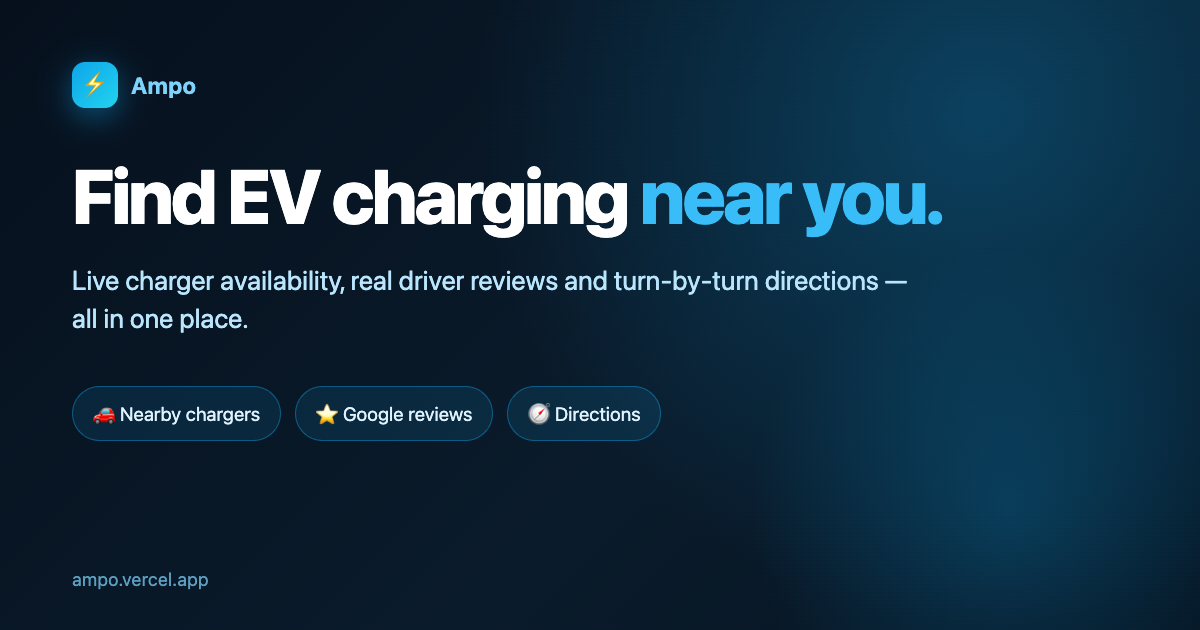 ⚡ Ampo
Find EV charging near you.
Live charger availability, real driver reviews and turn-by-turn directions —
all in one place.
🚗 Nearby chargers ⭐ Google reviews 🧭 Directions
ampo.vercel.app